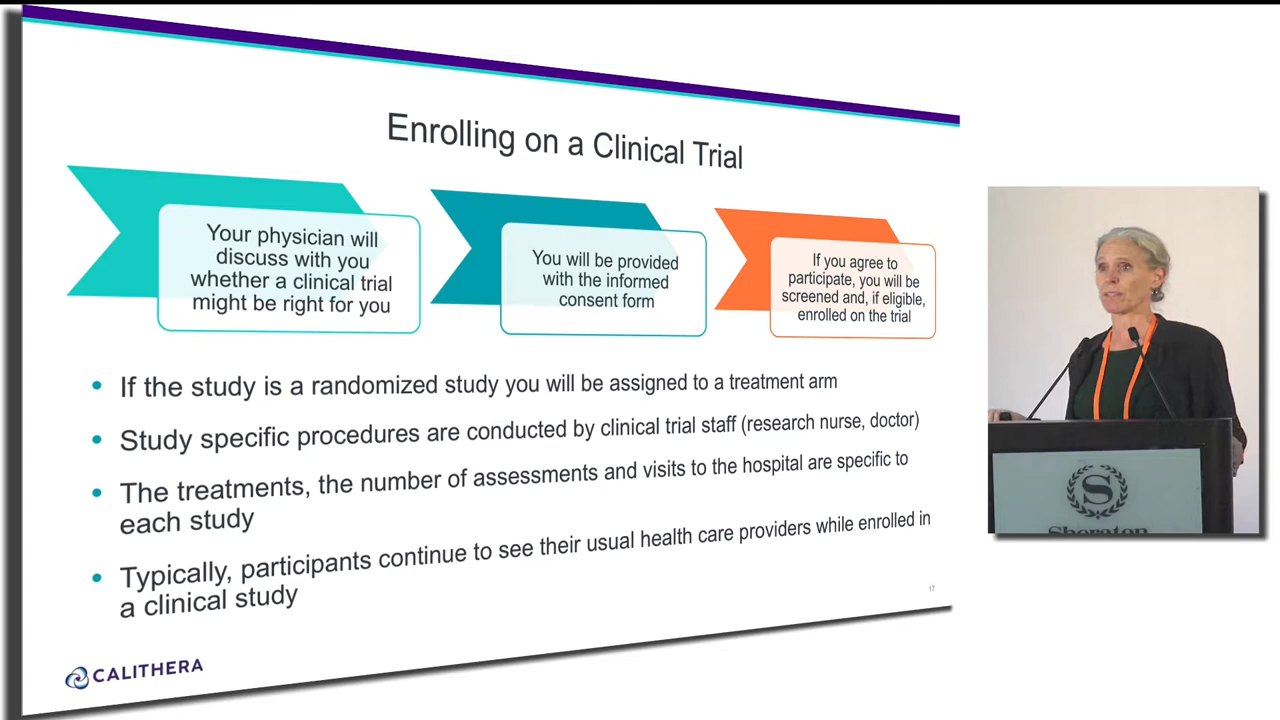 Enrolling on a Clinical Trial
Your physician will
discuss with you
whether a clinical trial
might be right for you
You will be provided
with the informed
consent form
If you agree to
participate, you will be
screened and, if eligible,
enrolled on the trial
• If the study is a randomized study you will be assigned to a treatment arm
• Study specific procedures are conducted by clinical trial staff (research nurse, doctor)
• The treatments, the number of assessments and visits to the hospital are specific to
each study
• Typically, participants continue to see their usual health care providers while enrolled in
a clinical study
17
CALITHERA
S
Sheraton